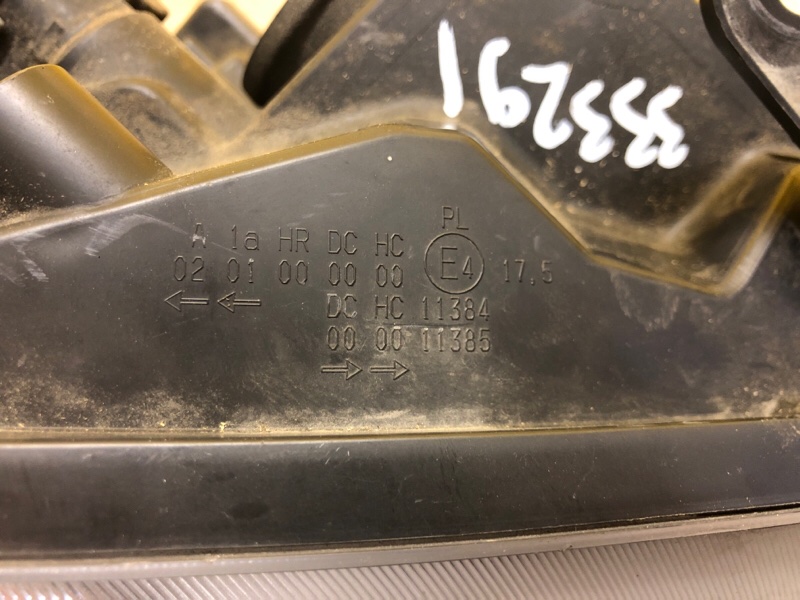 333291
PL
A 1a HR DC HC
02 01 00 00 00 E4 17,5
← ← DC HC 11384
00 00 11385
→ →